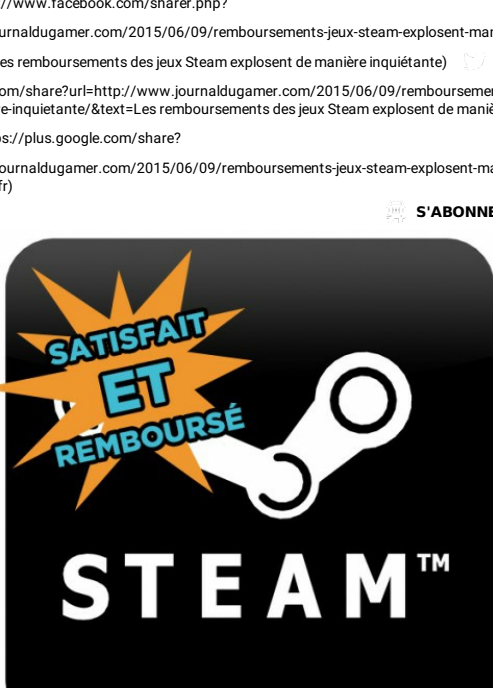 //www.facebook.com/sharer.php?
urnaldugamer.com/2015/06/09/remboursements-jeux-steam-explosent-mar
es remboursements des jeux Steam explosent de manière inquiétante)
om/share?url=http://www.journaldugamer.com/2015/06/09/remboursemer
e-inquietante/&text=Les remboursements des jeux Steam explosent de maniè
os://plus.google.com/share?
ournaldugamer.com/2015/06/09/remboursements-jeux-steam-explosent-ma
fr)
S'ABONNE
SATISFAIT
ET
REMBOURSÉ
STEAM™